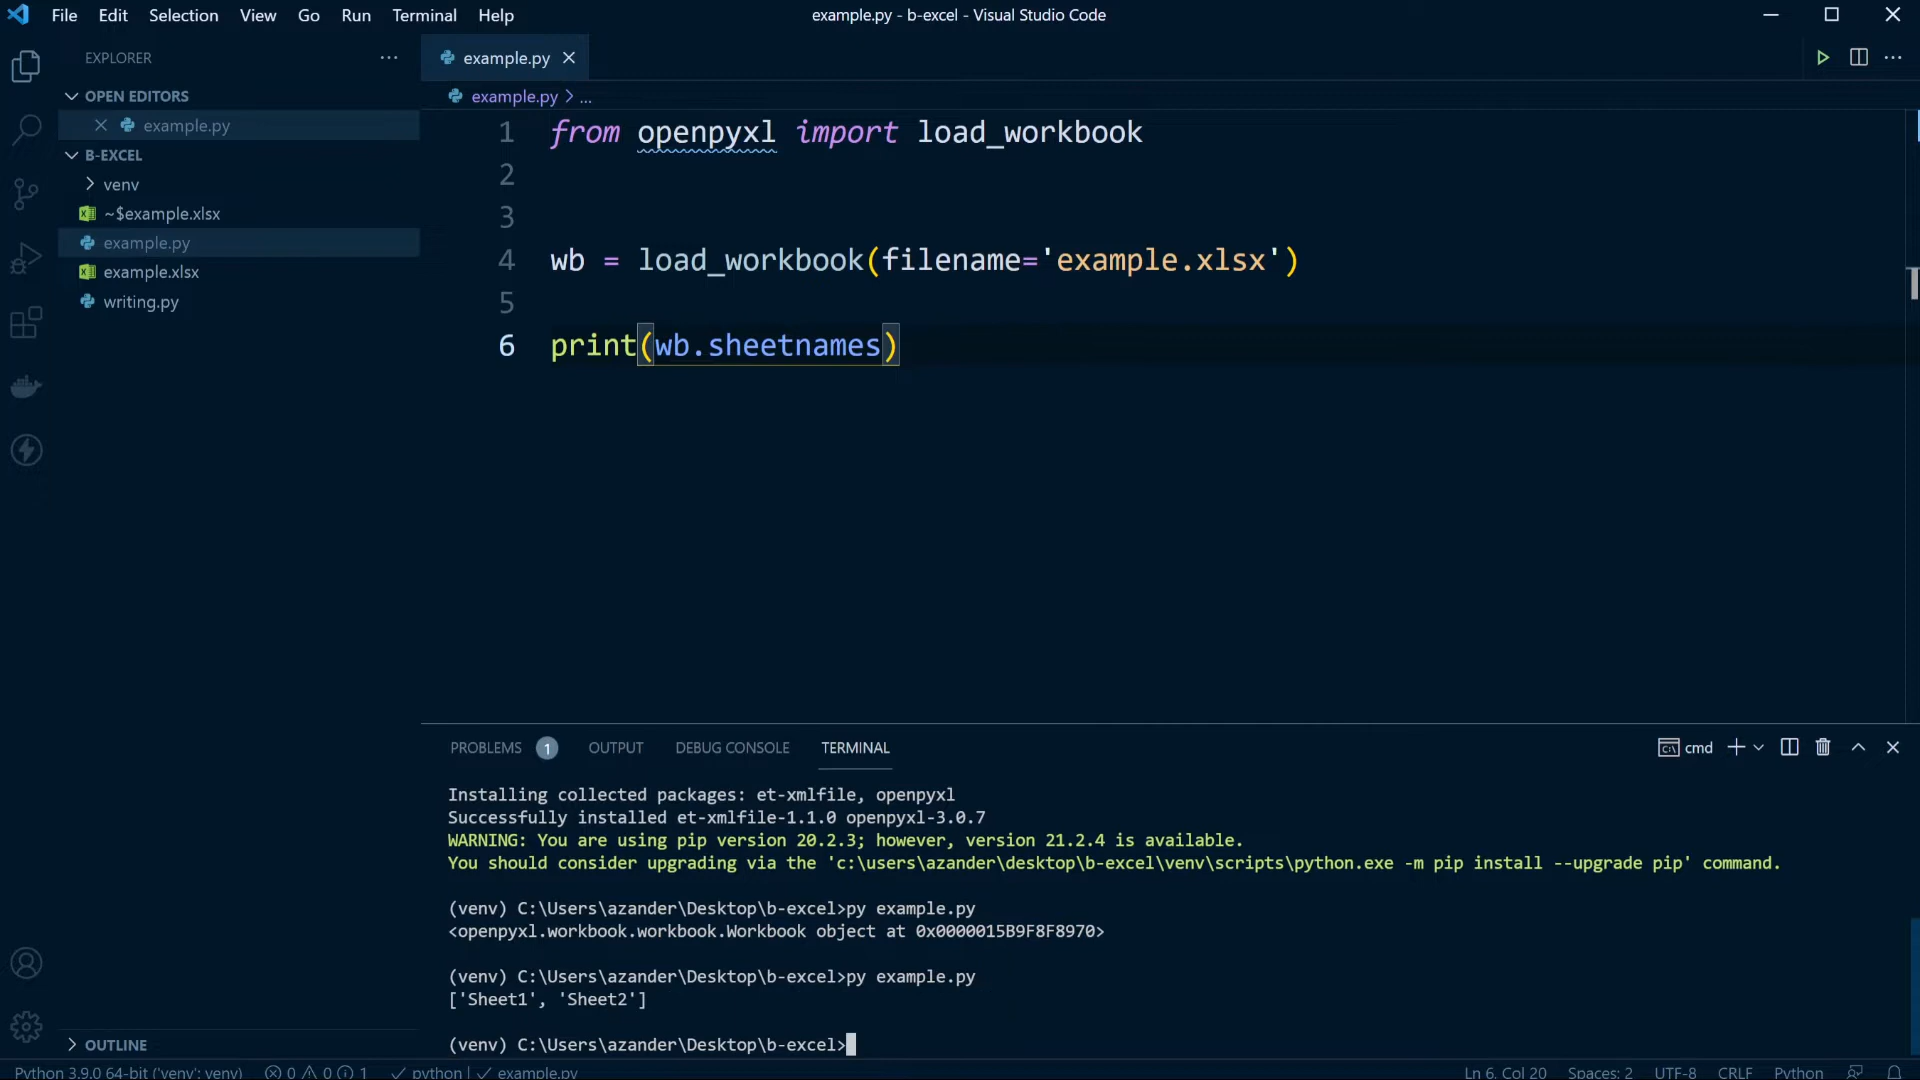 File Edit Selection View Go Run Terminal Help
example.py - b-excel - Visual Studio Code
EXPLORER
OPEN EDITORS
example.py
B-EXCEL
venv
~$example.xlsx
example.py
example.xlsx
writing.py
OUTLINE
example.py
example.py > ...
1 from openpyxl import load_workbook
2
3
4 wb = load_workbook(filename='example.xlsx')
5
6 print(wb.sheetnames)
PROBLEMS 1 OUTPUT DEBUG CONSOLE TERMINAL
cmd
Installing collected packages: et-xmlfile, openpyxl
Successfully installed et-xmlfile-1.1.0 openpyxl-3.0.7
WARNING: You are using pip version 20.2.3; however, version 21.2.4 is available.
You should consider upgrading via the 'c:\users\azander\desktop\b-excel\venv\scripts\python.exe -m pip install --upgrade pip' command.
(venv) C:\Users\azander\Desktop\b-excel>py example.py
<openpyxl.workbook.workbook.Workbook object at 0x0000015B9F8F8970>
(venv) C:\Users\azander\Desktop\b-excel>py example.py
['Sheet1', 'Sheet2']
(venv) C:\Users\azander\Desktop\b-excel>
Python 3.9.0 64-bit ('venv': venv) 0 0 1 python | example.py Ln 6, Col 20 Spaces: 2 UTF-8 CRLF Python